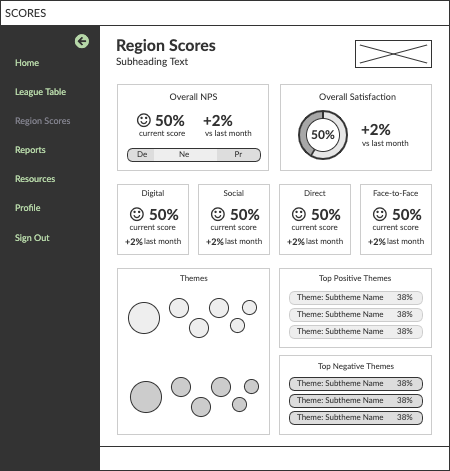 SCORES
Home
League Table
Region Scores
Reports
Resources
Profile
Sign Out
Region Scores
Subheading Text
Overall NPS
50%
+2%
current score
vs last month
De Ne Pr
Overall Satisfaction
50%
+2%
vs last month
Digital
50%
current score
+2% last month
Social
50%
current score
+2% last month
Direct
50%
current score
+2% last month
Face-to-Face
50%
current score
+2% last month
Themes
Top Positive Themes
Theme: Subtheme Name 38%
Theme: Subtheme Name 38%
Theme: Subtheme Name 38%
Top Negative Themes
Theme: Subtheme Name 38%
Theme: Subtheme Name 38%
Theme: Subtheme Name 38%